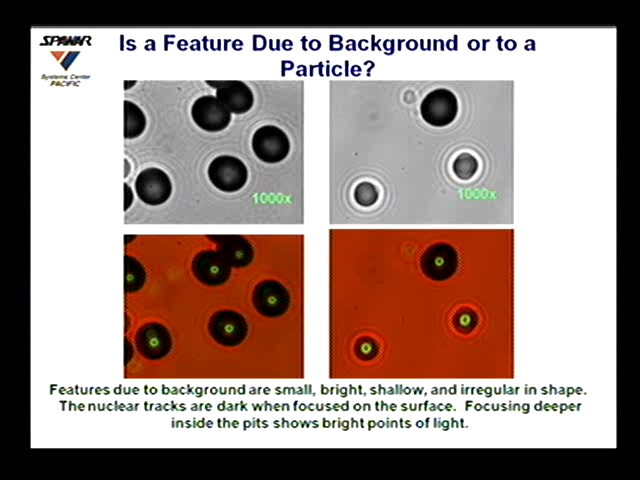 SPAWAR
Systems Center
PACIFIC
Is a Feature Due to Background or to a
Particle?
1000x
1000x
Features due to background are small, bright, shallow, and irregular in shape.
The nuclear tracks are dark when focused on the surface. Focusing deeper
inside the pits shows bright points of light.